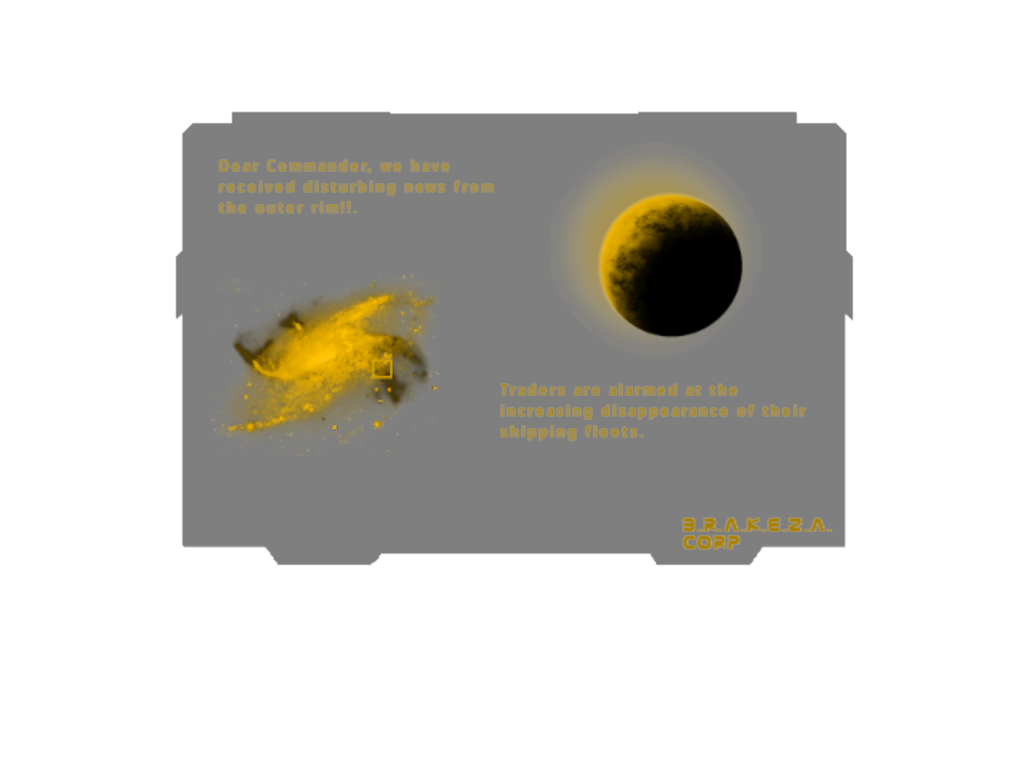 Dear Commander, we have
received disturbing news from
the outer rim!!.
Traders are alarmed at the
increasing disappearance of their
shipping fleets.
B.R.A.K.E.Z.A.
CORP